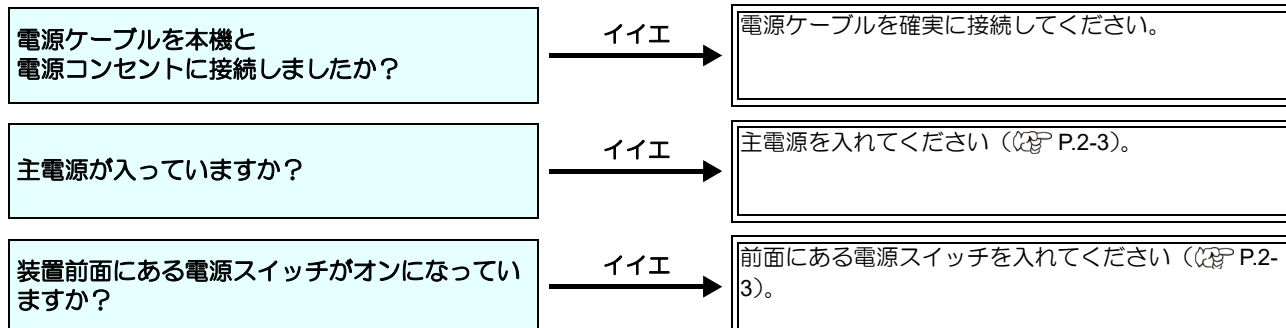 電源ケーブルを本機と
電源コンセントに接続しましたか？
イイエ
電源ケーブルを確実に接続してください。
主電源が入っていますか？
イイエ
主電源を入れてください（ P.2-3）。
装置前面にある電源スイッチがオンになってい
ますか？
イイエ
前面にある電源スイッチを入れてください（ P.2-
3）。